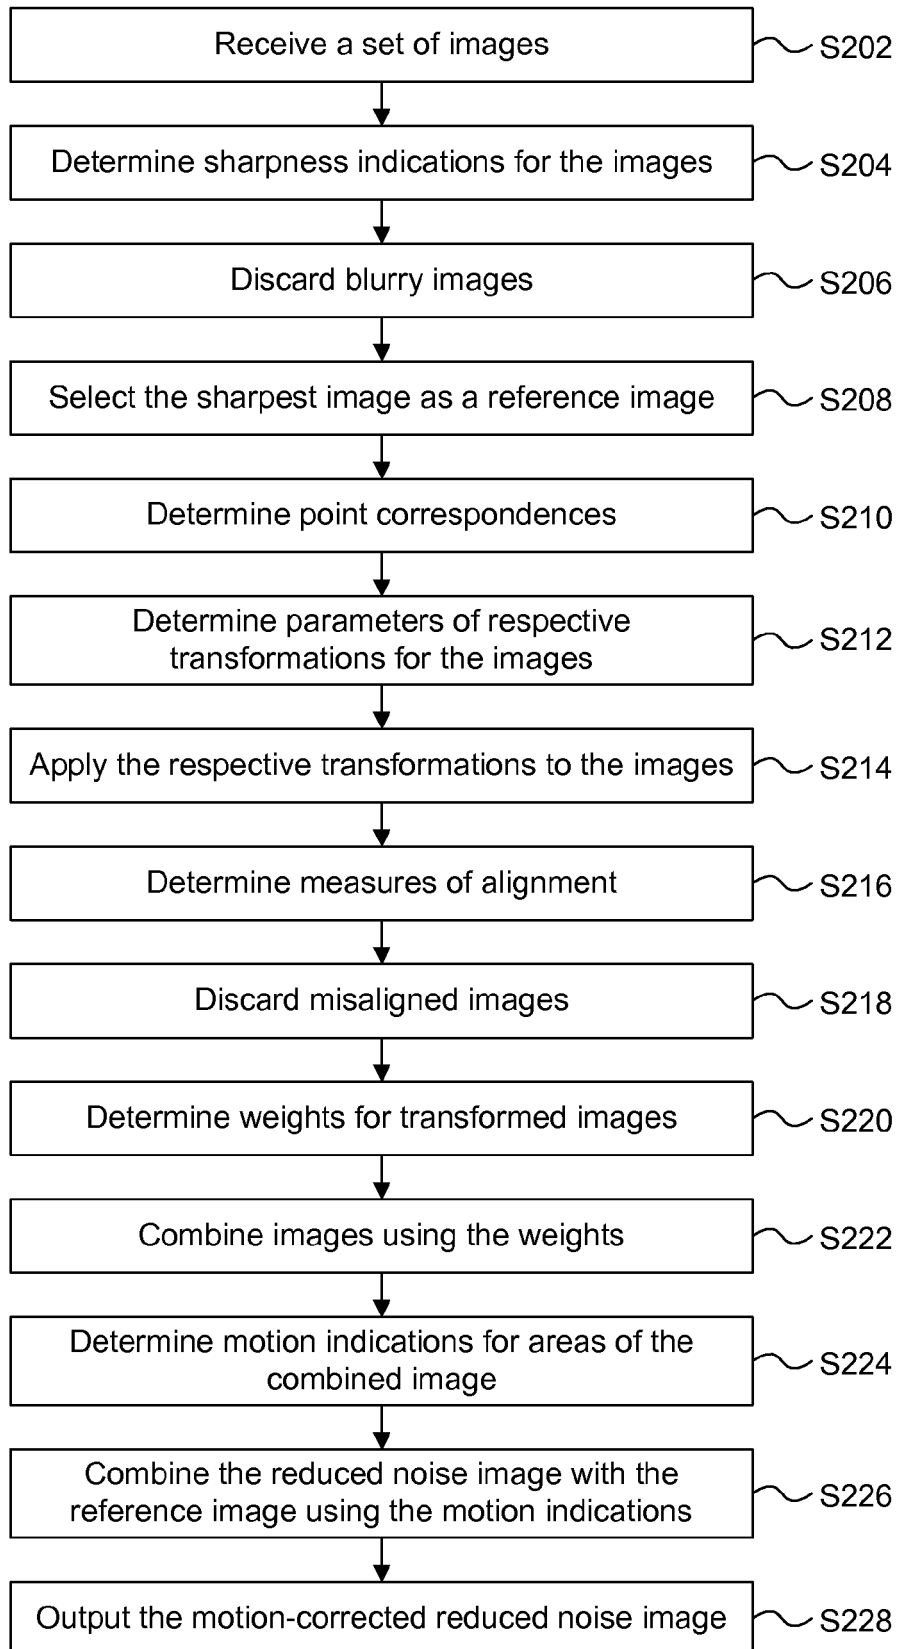 Receive a set of images
S202
Determine sharpness indications for the images
S204
Discard blurry images
S206
Select the sharpest image as a reference image
S208
Determine point correspondences
S210
Determine parameters of respective
transformations for the images
S212
Apply the respective transformations to the images
S214
Determine measures of alignment
S216
Discard misaligned images
S218
Determine weights for transformed images
S220
Combine images using the weights
S222
Determine motion indications for areas of the
combined image
S224
Combine the reduced noise image with the
reference image using the motion indications
S226
Output the motion-corrected reduced noise image
S228